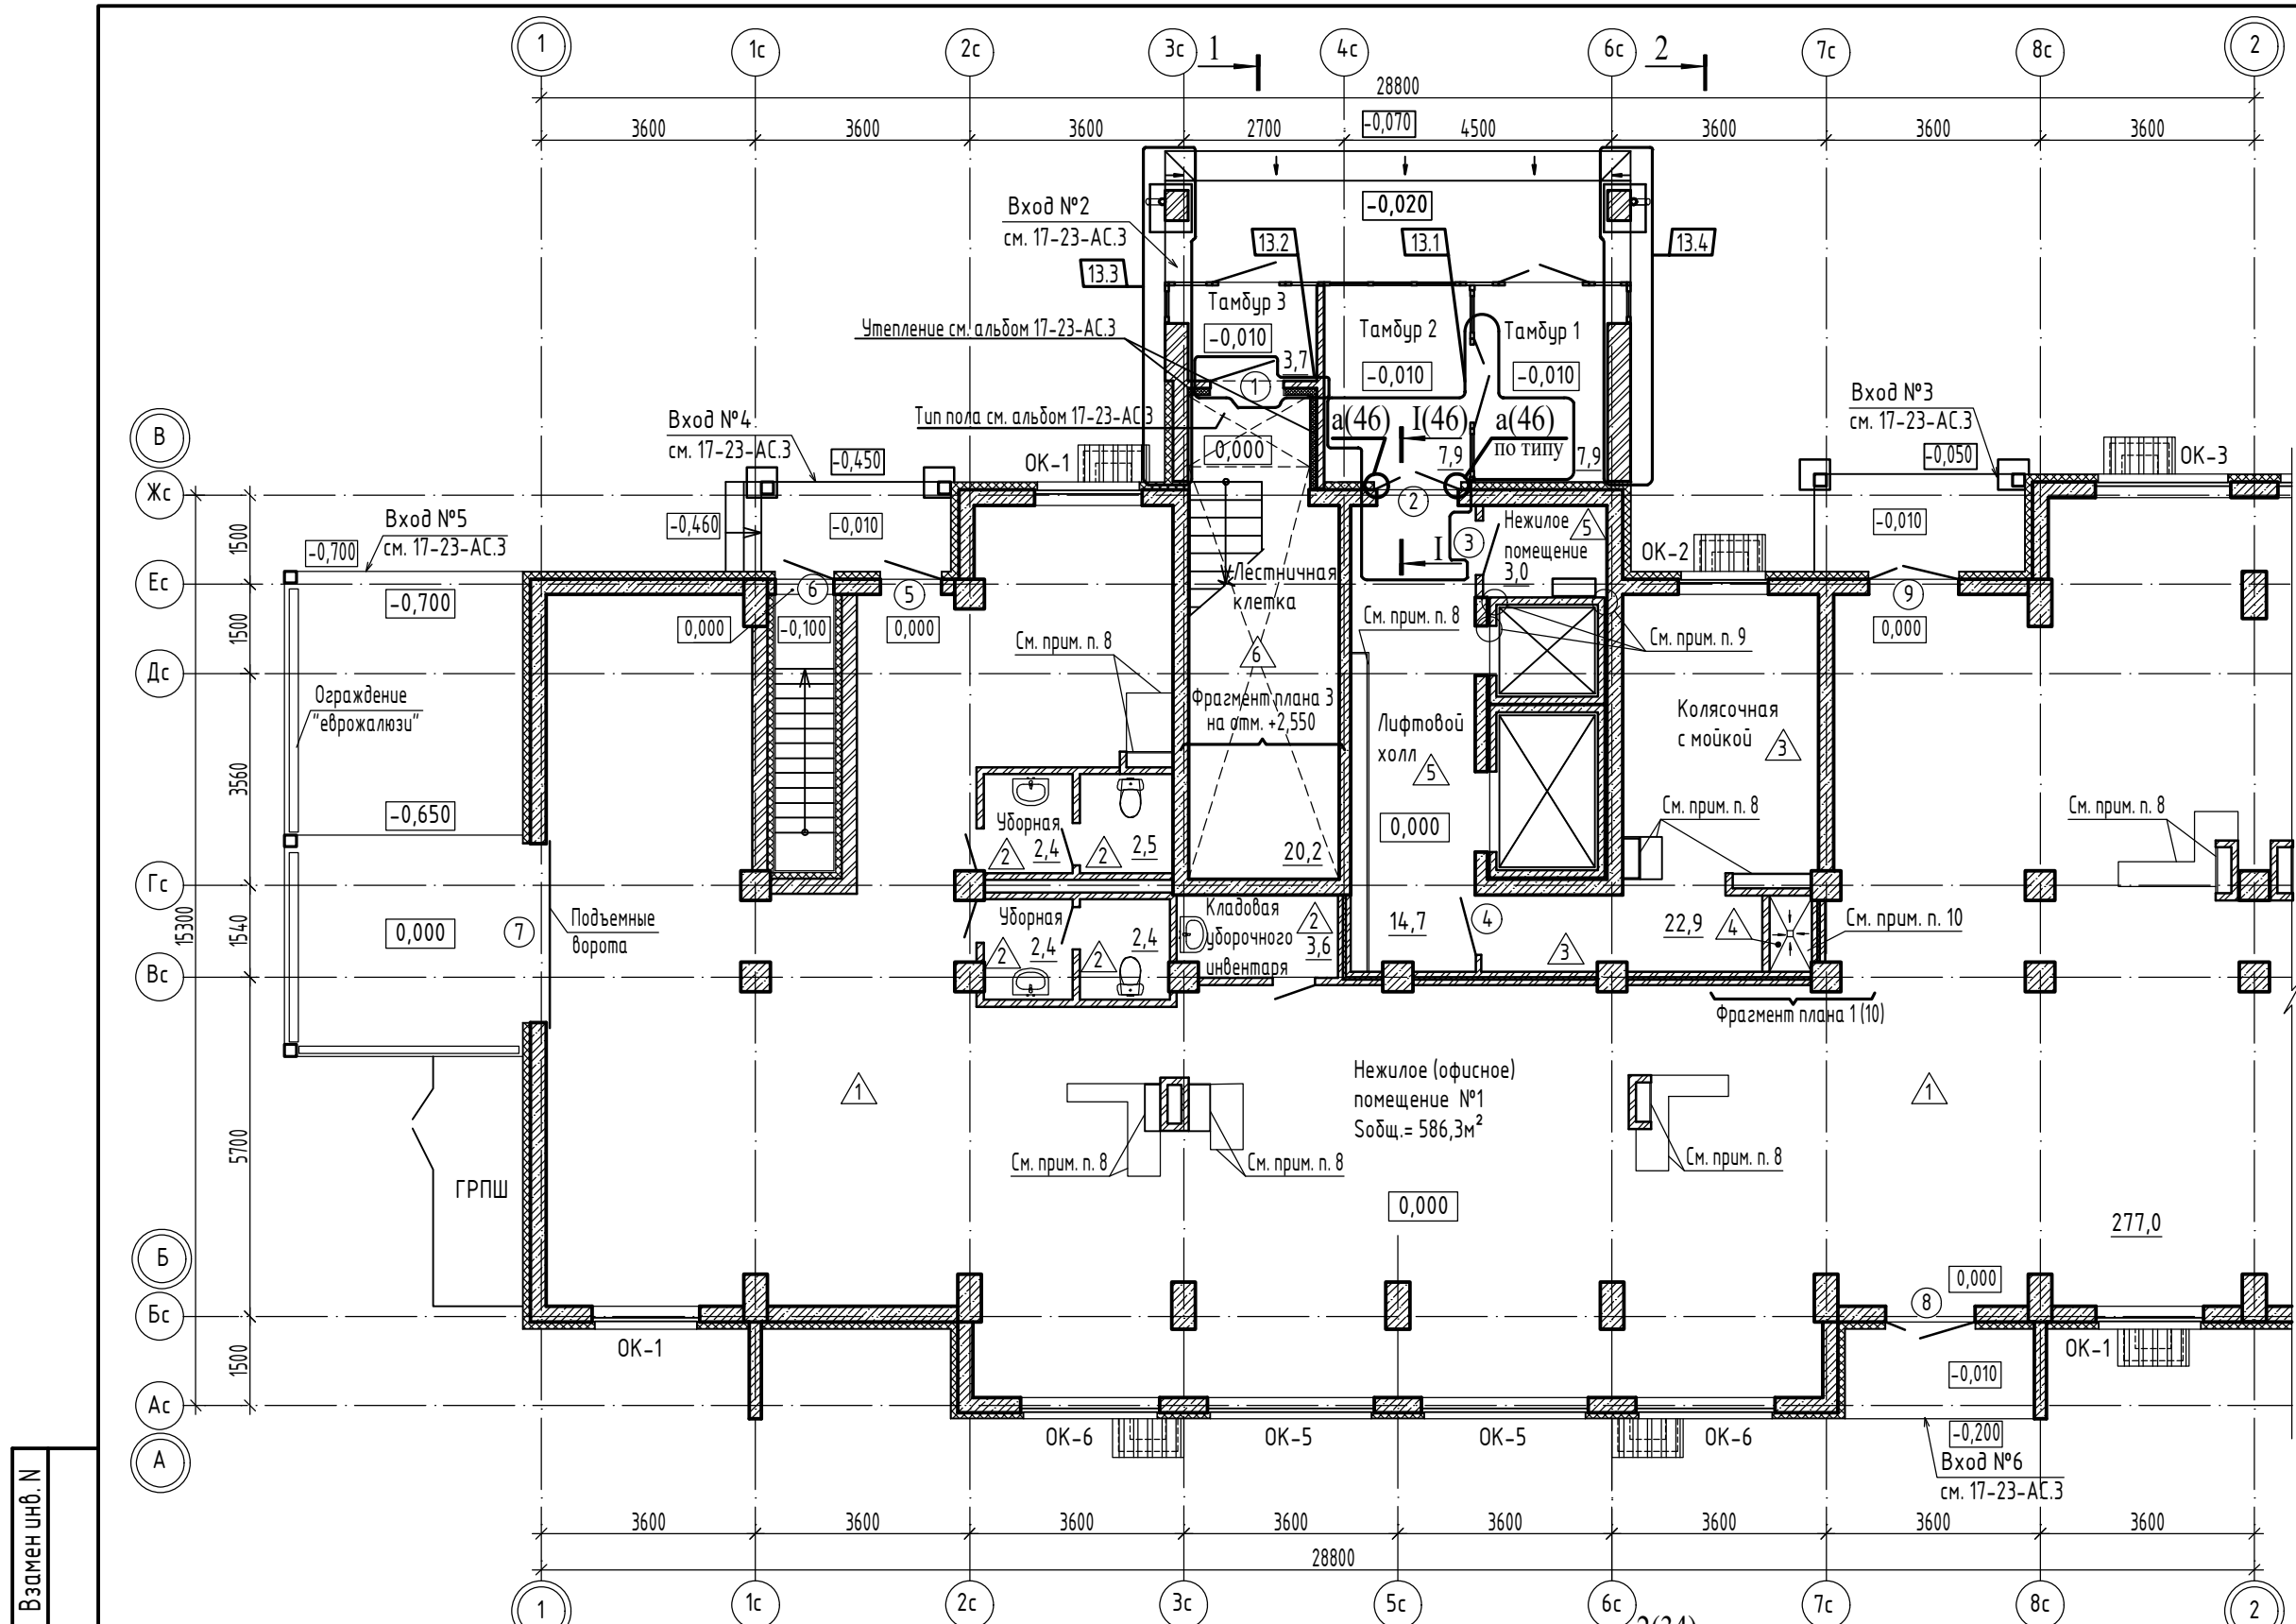 1
1с
2с
3с
1
4с
6с
2
7с
8с
2
28800
3600
3600
3600
2700
-0,070
4500
3600
3600
3600
Вход №2
см. 17-23-АС.3
-0,020
13.3
13.2
13.1
13.4
Тамбур 3
-0,010
3,7
Тамбур 2
-0,010
Тамбур 1
-0,010
Утепление см. альбом 17-23-АС.3
1
Тип пола см. альбом 17-23-АС.3
0,000
а(46)
I(46)
а(46)
по типу
7,9
7,9
Вход №3
см. 17-23-АС.3
-0,050
ОК-3
В
Вход №4
см. 17-23-АС.3
-0,450
ОК-1
Жс
-0,460
-0,010
2
Нежилое
помещение
3,0
5
3
I
ОК-2
-0,010
Вход №5
см. 17-23-АС.3
-0,700
-0,700
1500
Ес
6
5
0,000
-0,100
0,000
Лестничная
клетка
6
См. прим. п. 8
См. прим. п. 8
См. прим. п. 9
9
0,000
1500
Дс
Ограждение
"еврожалюзи"
Фрагмент плана 3
на отм. +2,550
Лифтовой
холл
5
Колясочная
с мойкой
3
3560
-0,650
Уборная
2
2,4
2
2,5
20,2
0,000
См. прим. п. 8
См. прим. п. 8
Гс
15300
1540
0,000
7
Подъемные
ворота
Уборная
2
2,4
2
2,4
Кладовая
уборочного
инвентаря
2
3,6
14,7
4
3
22,9
4
См. прим. п. 10
Вс
Фрагмент плана 1 (10)
1
Нежилое (офисное)
помещение №1
Sобщ.= 586,3м²
1
5700
См. прим. п. 8
См. прим. п. 8
См. прим. п. 8
ГРПШ
0,000
277,0
Б
0,000
Бс
8
1500
ОК-1
ОК-1
-0,010
Ас
ОК-6
ОК-5
ОК-5
ОК-6
-0,200
А
Вход №6
см. 17-23-АС.3
Взамен инв. N
3600
3600
3600
3600
3600
3600
3600
3600
28800
1
1с
2с
3с
5с
6с
7с
8с
2